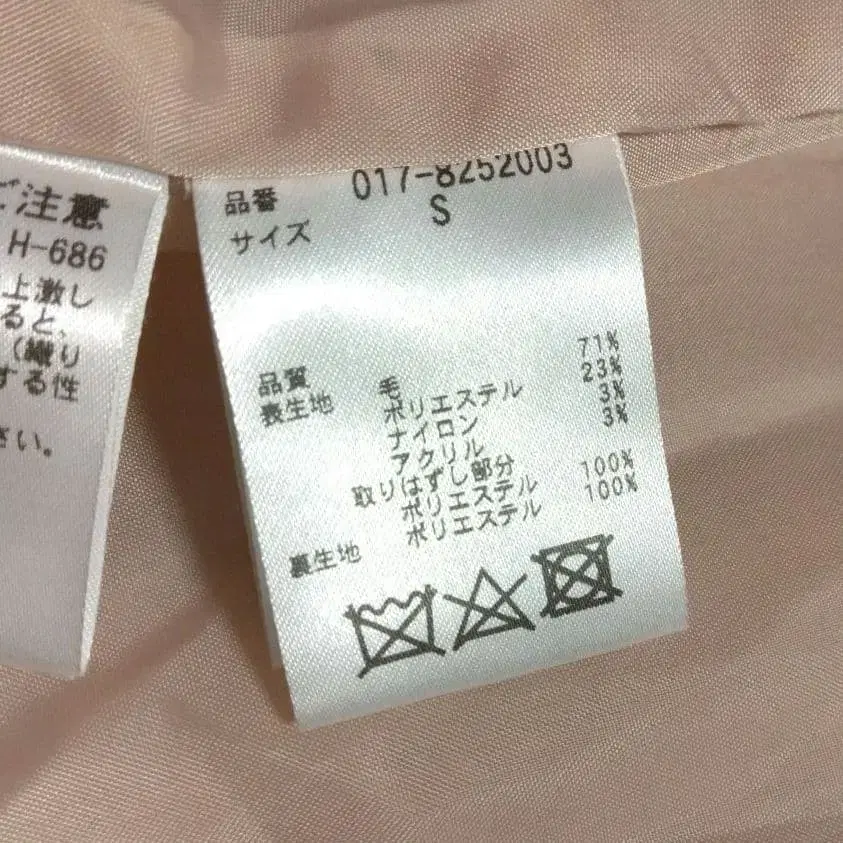 ご注意
H-686
上激し
ると、
(織り
する性
さい。
品番 017-8252003
サイズ S
品質
表生地 毛 71%
ポリエステル 23%
ナイロン 3%
アクリル 3%
取りはずし部分
ポリエステル 100%
裏生地 ポリエステル 100%